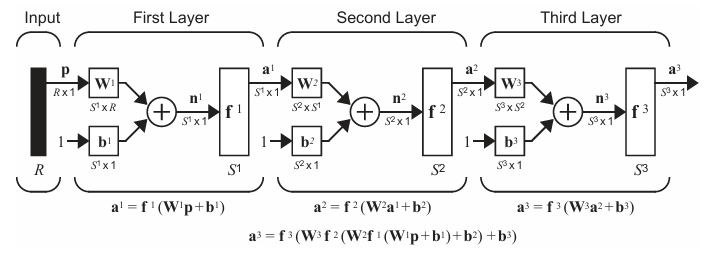 Input First Layer Second Layer Third Layer
p a¹ a² a³
W¹ W² W³
R x 1 S¹ x 1 S² x 1 S³ x 1
n¹ n² n³
S¹ x R S² x S¹ S³ x S²
f ¹ f ² f ³
S¹ x 1 S² x 1 S³ x 1
1 b¹ 1 b² 1 b³
S¹ x 1 S² x 1 S³ x 1
R S1 S2 S3
a¹ = f ¹ (W¹p + b¹) a² = f ² (W²a¹ + b²) a³ = f ³ (W³a² + b³)
a³ = f ³ (W³ f ² (W² f ¹ (W¹p + b¹) + b²) + b³)